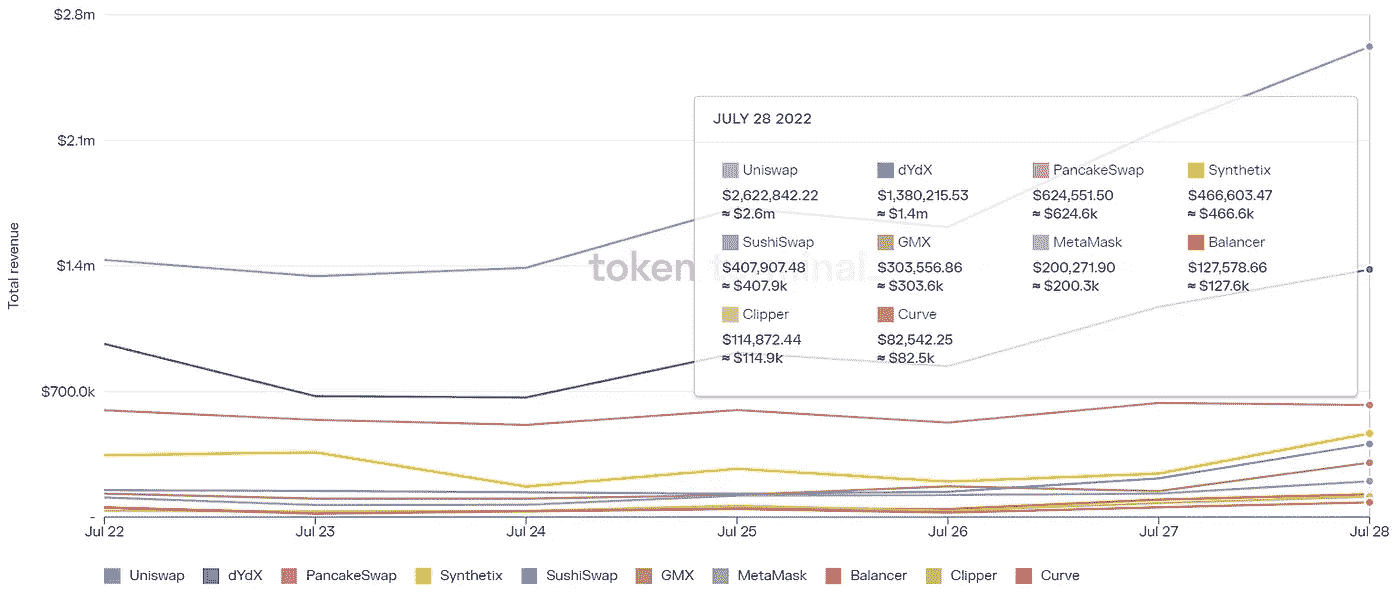 $2.8m
$2.1m
$1.4m
$700.0k
-
Total revenue
token terminal
JULY 28 2022
Uniswap dYdX PancakeSwap Synthetix
$2,622,842.22 $1,380,215.53 $624,551.50 $466,603.47
≈ $2.6m ≈ $1.4m ≈ $624.6k ≈ $466.6k
SushiSwap GMX MetaMask Balancer
$407,907.48 $303,556.86 $200,271.90 $127,578.66
≈ $407.9k ≈ $303.6k ≈ $200.3k ≈ $127.6k
Clipper Curve
$114,872.44 $82,542.25
≈ $114.9k ≈ $82.5k
Jul 22 Jul 23 Jul 24 Jul 25 Jul 26 Jul 27 Jul 28
Uniswap dYdX PancakeSwap Synthetix SushiSwap GMX MetaMask Balancer Clipper Curve